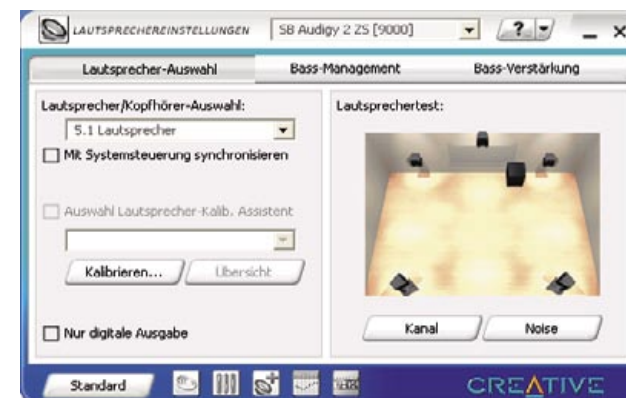 LAUTSPRECHEREINSTELLUNGEN SB Audigy 2 ZS [9000] ?
Lautsprecher-Auswahl Bass-Management Bass-Verstärkung
Lautsprecher/Kopfhörer-Auswahl:
5.1 Lautsprecher
Mit Systemsteuerung synchronisieren
Auswahl Lautsprecher-Kalib. Assistent
Kalibrieren... Übersicht
Nur digitale Ausgabe
Lautsprechertest:
Kanal Noise
Standard CREATIVE